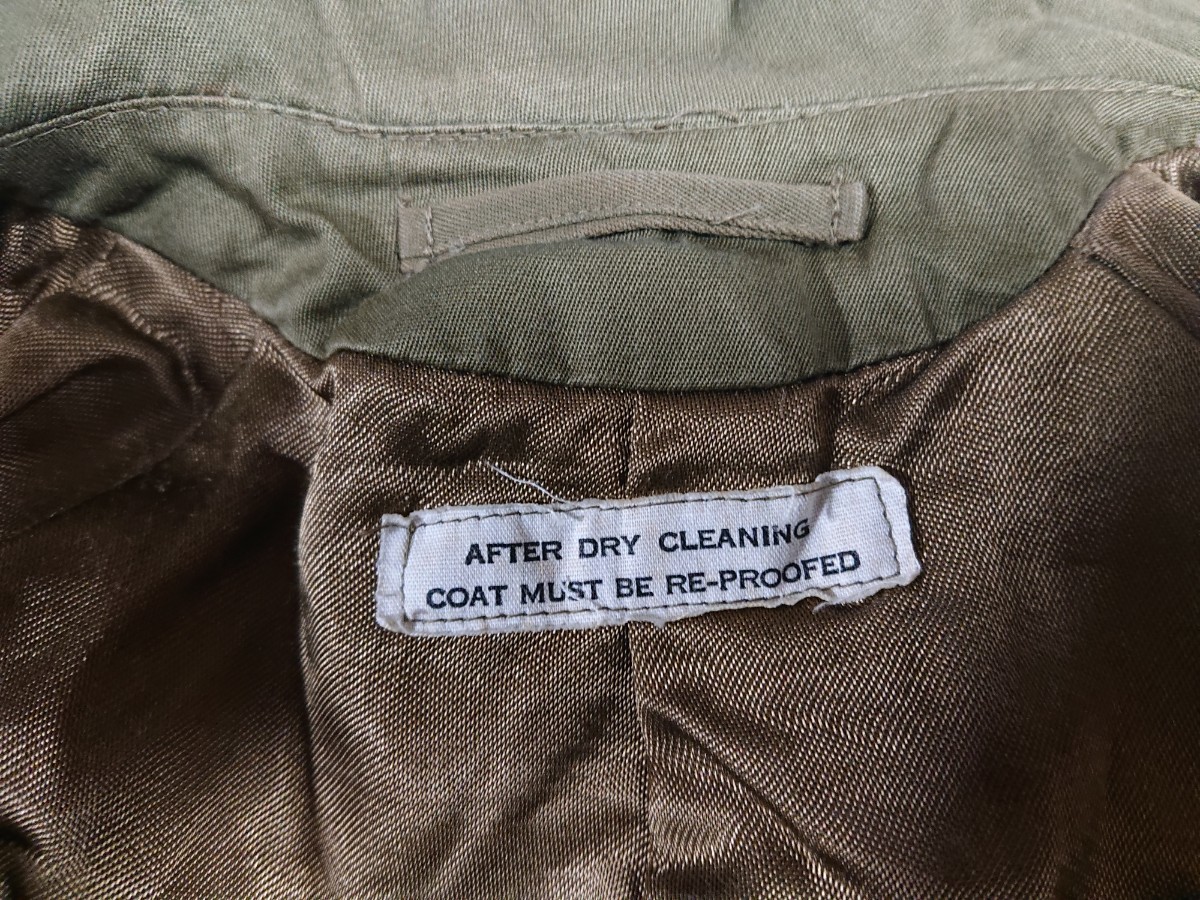 AFTER DRY CLEANING
COAT MUST BE RE-PROOFED